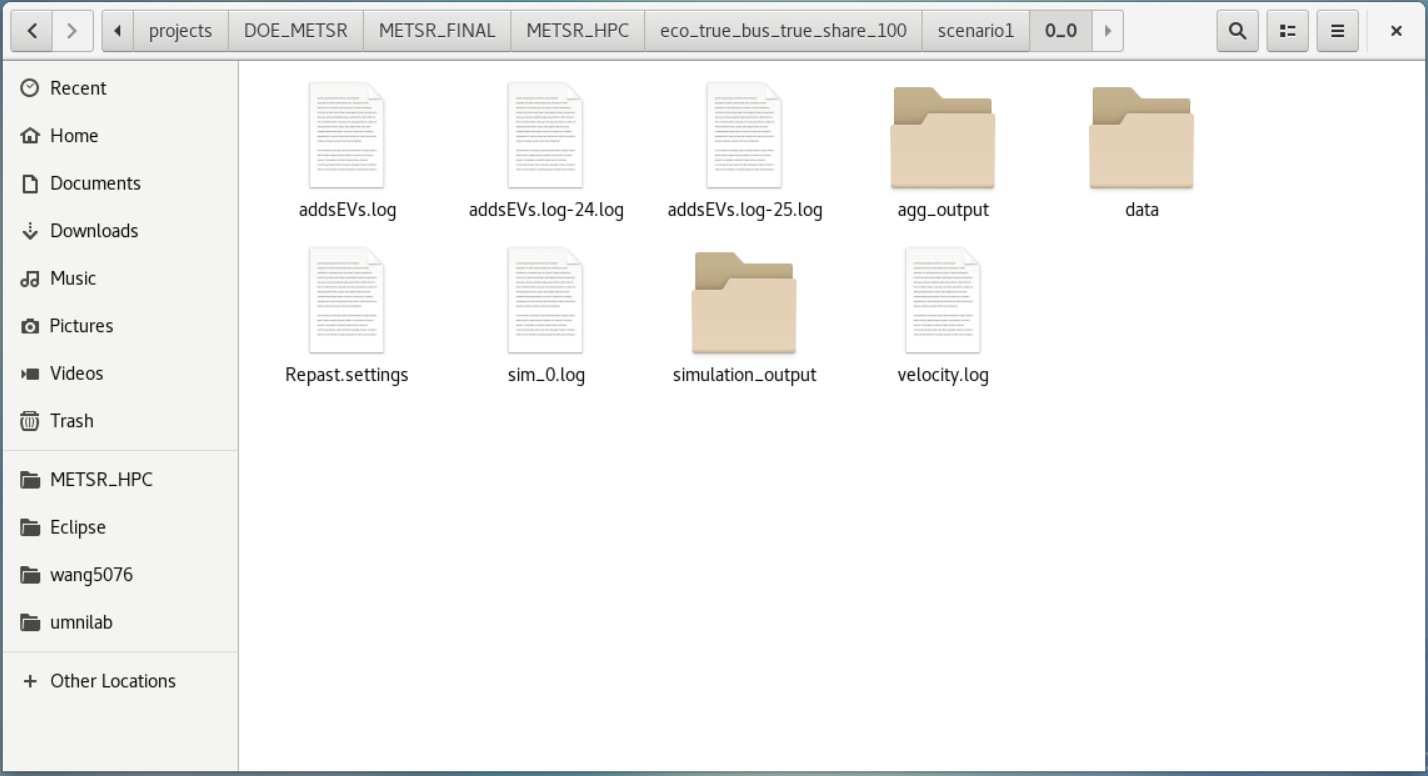 projects DOE_METSR METSR_FINAL METSR_HPC eco_true_bus_true_share_100 scenario1 0_0
Recent
Home
Documents
Downloads
Music
Pictures
Videos
Trash
METSR_HPC
Eclipse
wang5076
umnilab
Other Locations
addsEVs.log addsEVs.log-24.log addsEVs.log-25.log agg_output data
Repast.settings sim_0.log simulation_output velocity.log